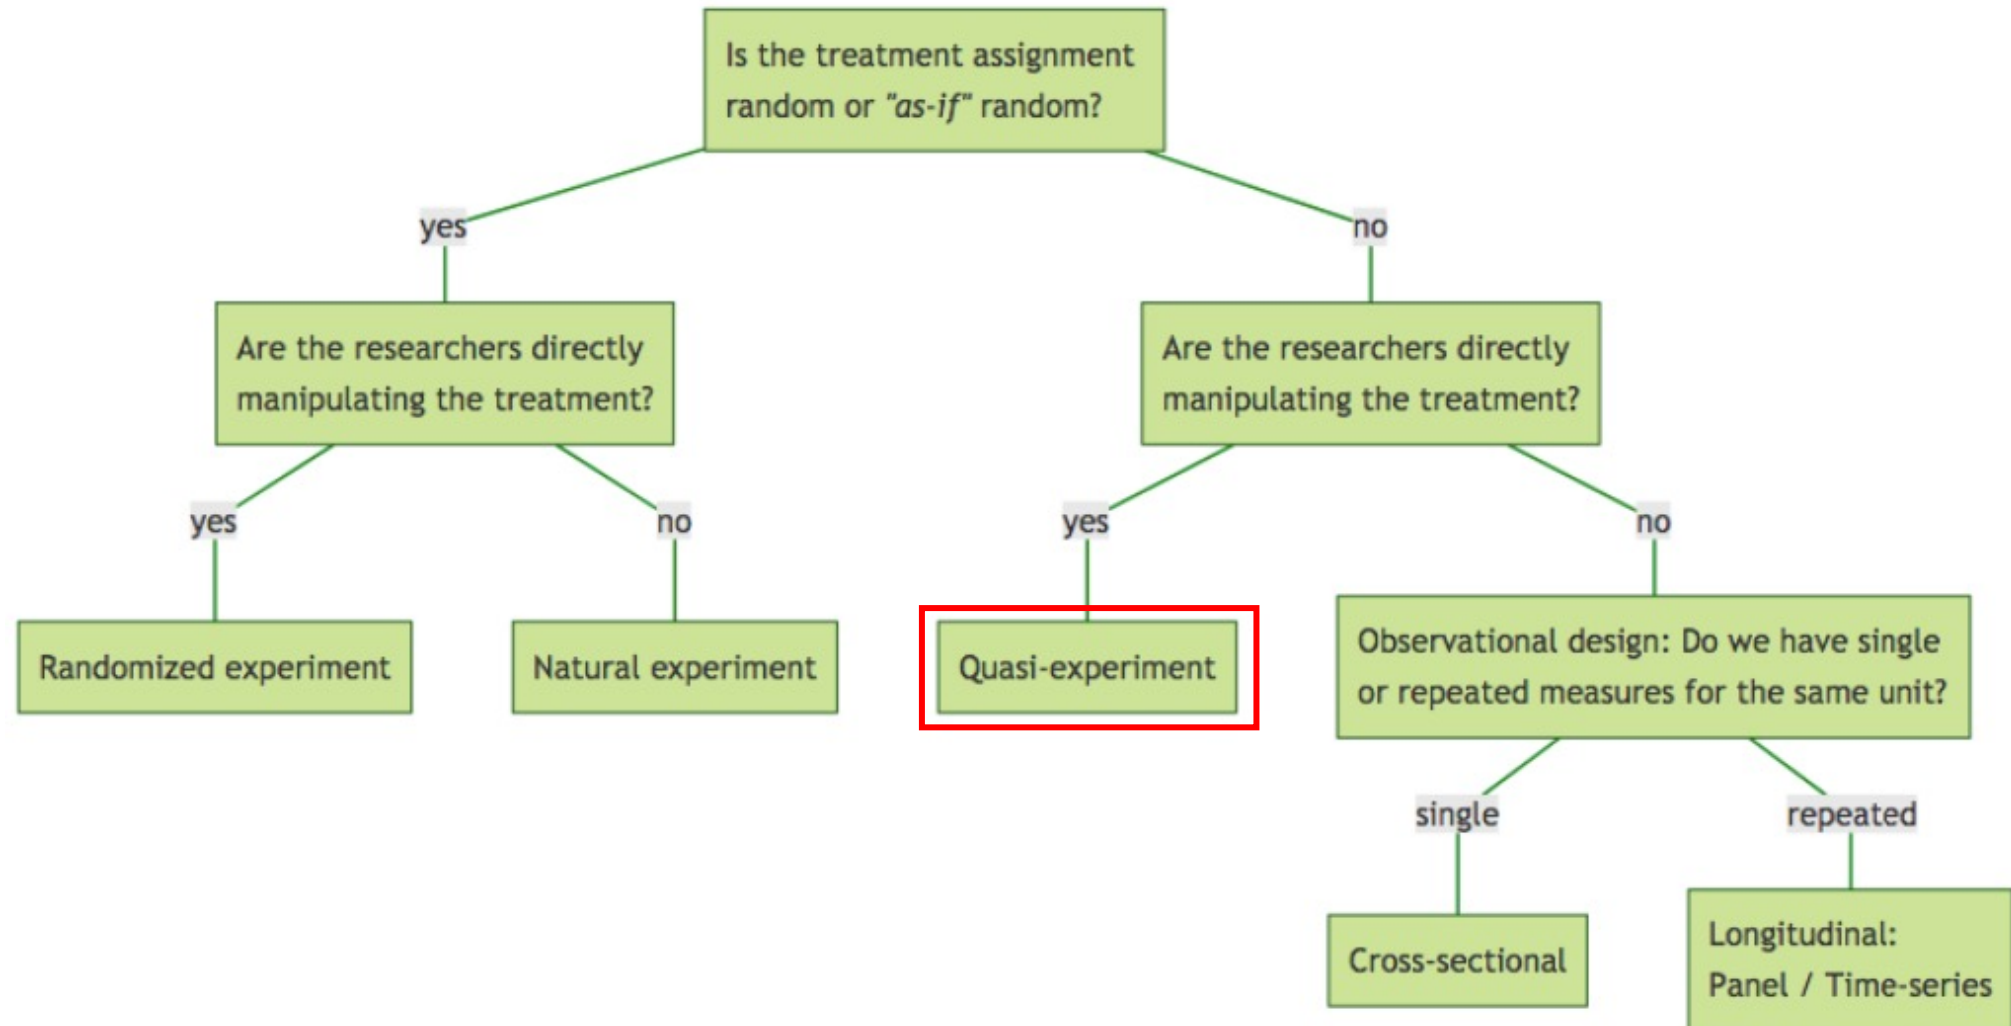 Is the treatment assignment
random or "as-if" random?
yes
no
Are the researchers directly
manipulating the treatment?
Are the researchers directly
manipulating the treatment?
yes
no
yes
no
Randomized experiment
Natural experiment
Quasi-experiment
Observational design: Do we have single
or repeated measures for the same unit?
single
repeated
Cross-sectional
Longitudinal:
Panel / Time-series